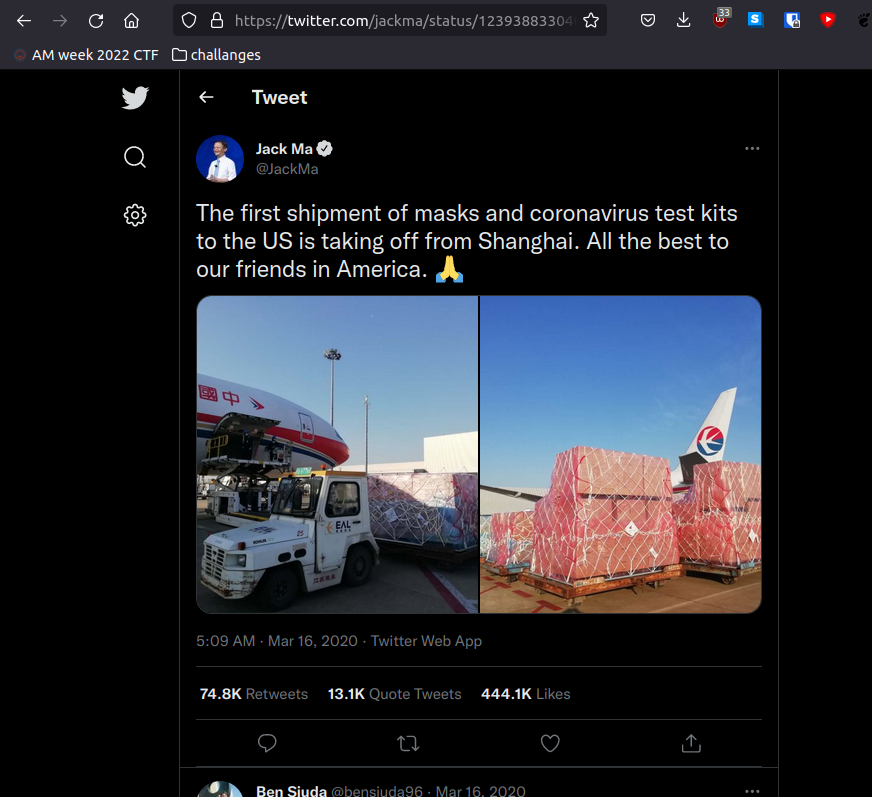 https://twitter.com/jackma/status/1239388330
33
S
AM week 2022 CTF
challanges
Tweet
Jack Ma
@JackMa
The first shipment of masks and coronavirus test kits
to the US is taking off from Shanghai. All the best to
our friends in America. 🙏
國中
25
EAL
5:09 AM · Mar 16, 2020 · Twitter Web App
74.8K Retweets 13.1K Quote Tweets 444.1K Likes
Ben Sjuda @bensjuda96 · Mar 16, 2020